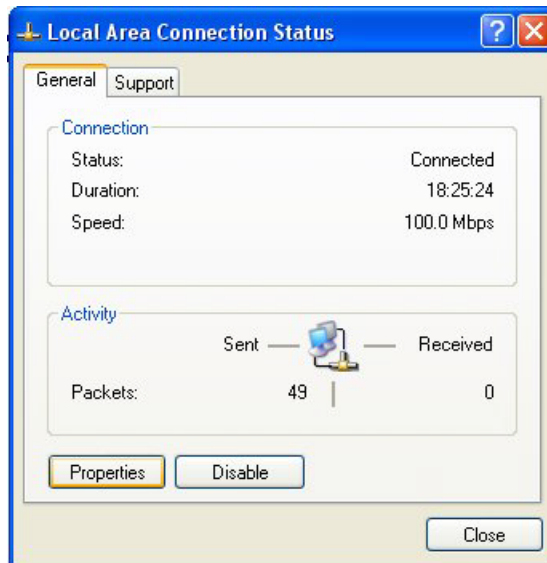 Local Area Connection Status
General Support
Connection
Status: Connected
Duration: 18:25:24
Speed: 100.0 Mbps
Activity
Sent Received
Packets: 49 0
Properties Disable
Close